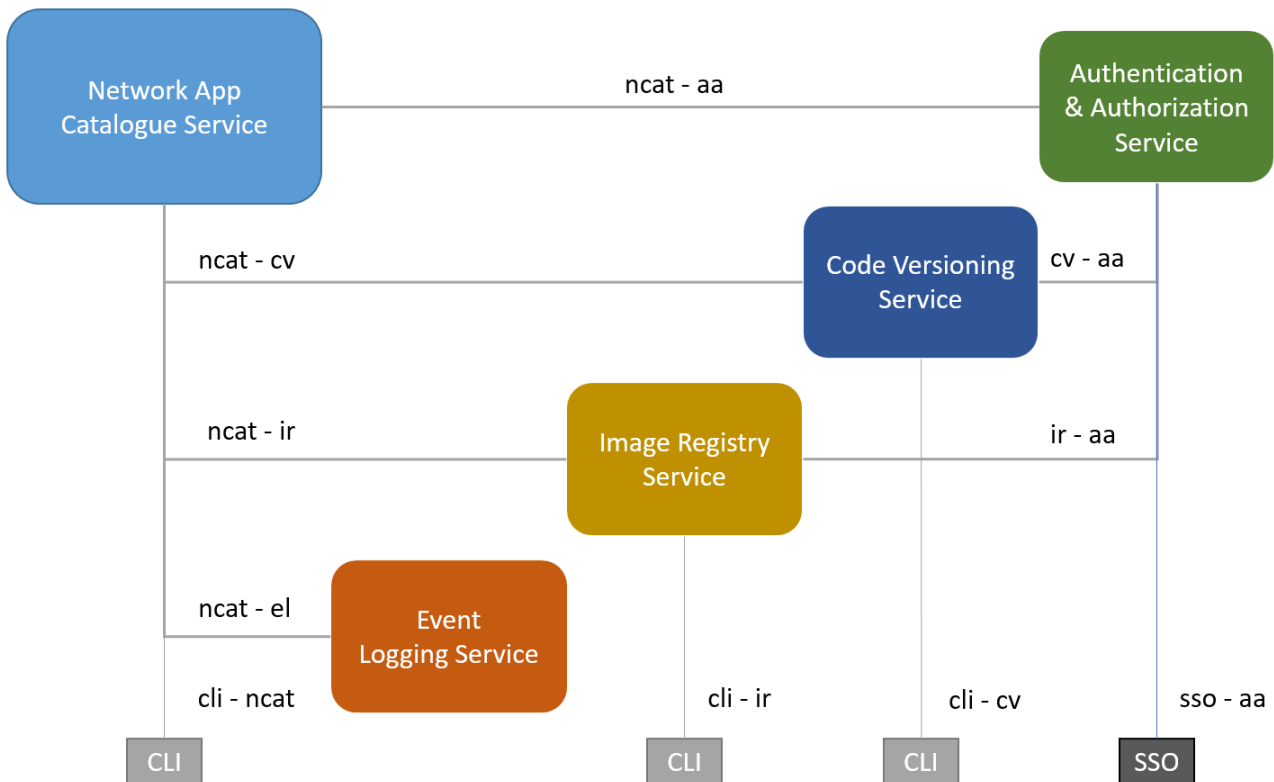 Network App
Catalogue Service
ncat - aa
Authentication
& Authorization
Service
ncat - cv
Code Versioning
Service
cv - aa
ncat - ir
Image Registry
Service
ir - aa
ncat - el
Event
Logging Service
cli - ncat
cli - ir
cli - cv
sso - aa
CLI
CLI
CLI
SSO